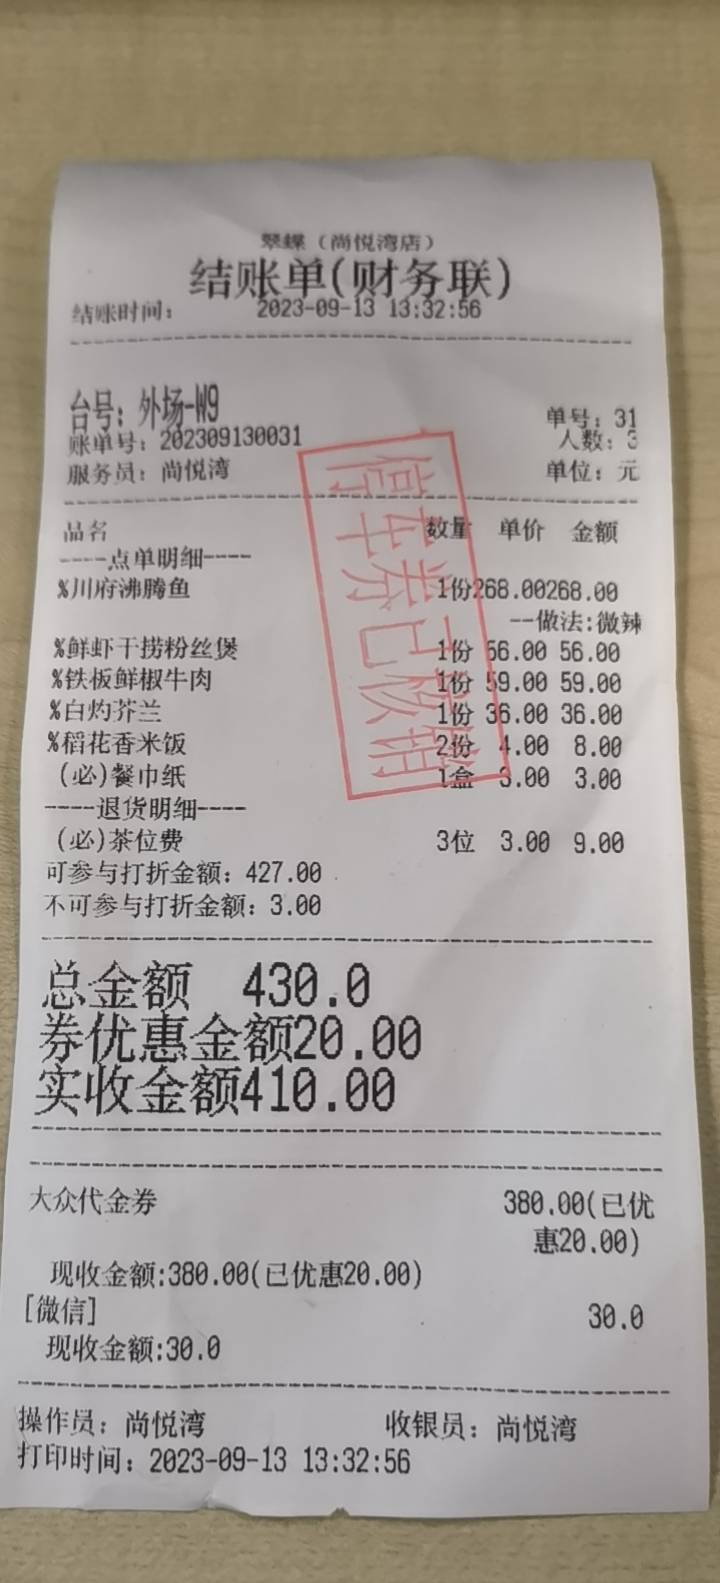 翠蝶（尚悦湾店）
结账单(财务联)
结账时间： 2023-09-13 13:32:56
台号：外场-W9 单号：31
账单号：202309130031 人数：3
服务员：尚悦湾 单位：元
品名 数量 单价 金额
----点单明细----
%川府沸腾鱼 1份268.00268.00
--做法:微辣
%鲜虾干捞粉丝煲 1份 56.00 56.00
%铁板鲜椒牛肉 1份 59.00 59.00
%白灼芥兰 1份 36.00 36.00
%稻花香米饭 2份 4.00 8.00
(必)餐巾纸 1盒 3.00 3.00
----退货明细----
(必)茶位费 3位 3.00 9.00
可参与打折金额：427.00
不可参与打折金额：3.00
总金额 430.0
券优惠金额20.00
实收金额410.00
大众代金券 380.00(已优
惠20.00)
现收金额:380.00(已优惠20.00)
[微信] 30.0
现收金额:30.0
操作员：尚悦湾 收银员：尚悦湾
打印时间：2023-09-13 13:32:56
停车券已核销